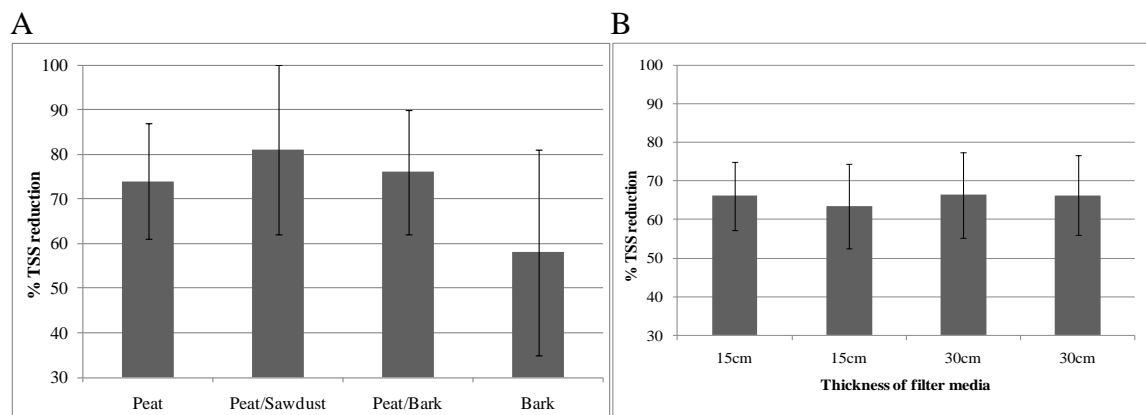 A
% TSS reduction
100
90
80
70
60
50
40
30
Peat Peat/Sawdust Peat/Bark Bark
B
% TSS reduction
100
90
80
70
60
50
40
30
15cm 15cm 30cm 30cm
Thickness of filter media